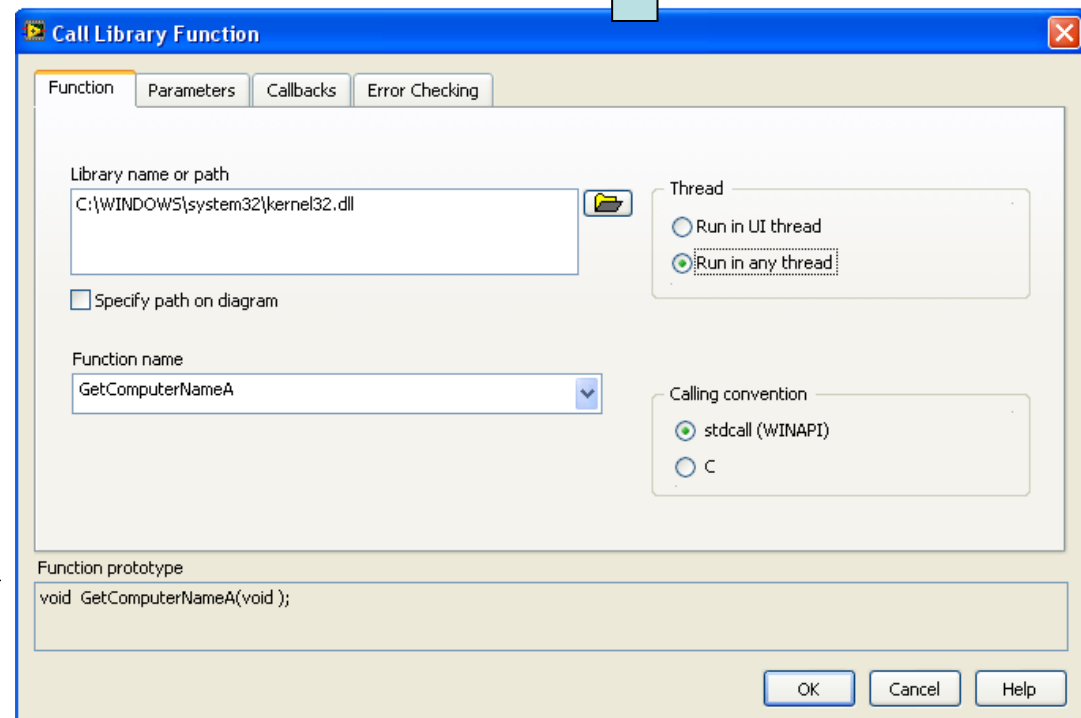 Call Library Function
Function
Parameters
Callbacks
Error Checking
Library name or path
C:\WINDOWS\system32\kernel32.dll
Specify path on diagram
Function name
GetComputerNameA
Thread
Run in UI thread
Run in any thread
Calling convention
stdcall (WINAPI)
C
Function prototype
void GetComputerNameA(void );
OK
Cancel
Help